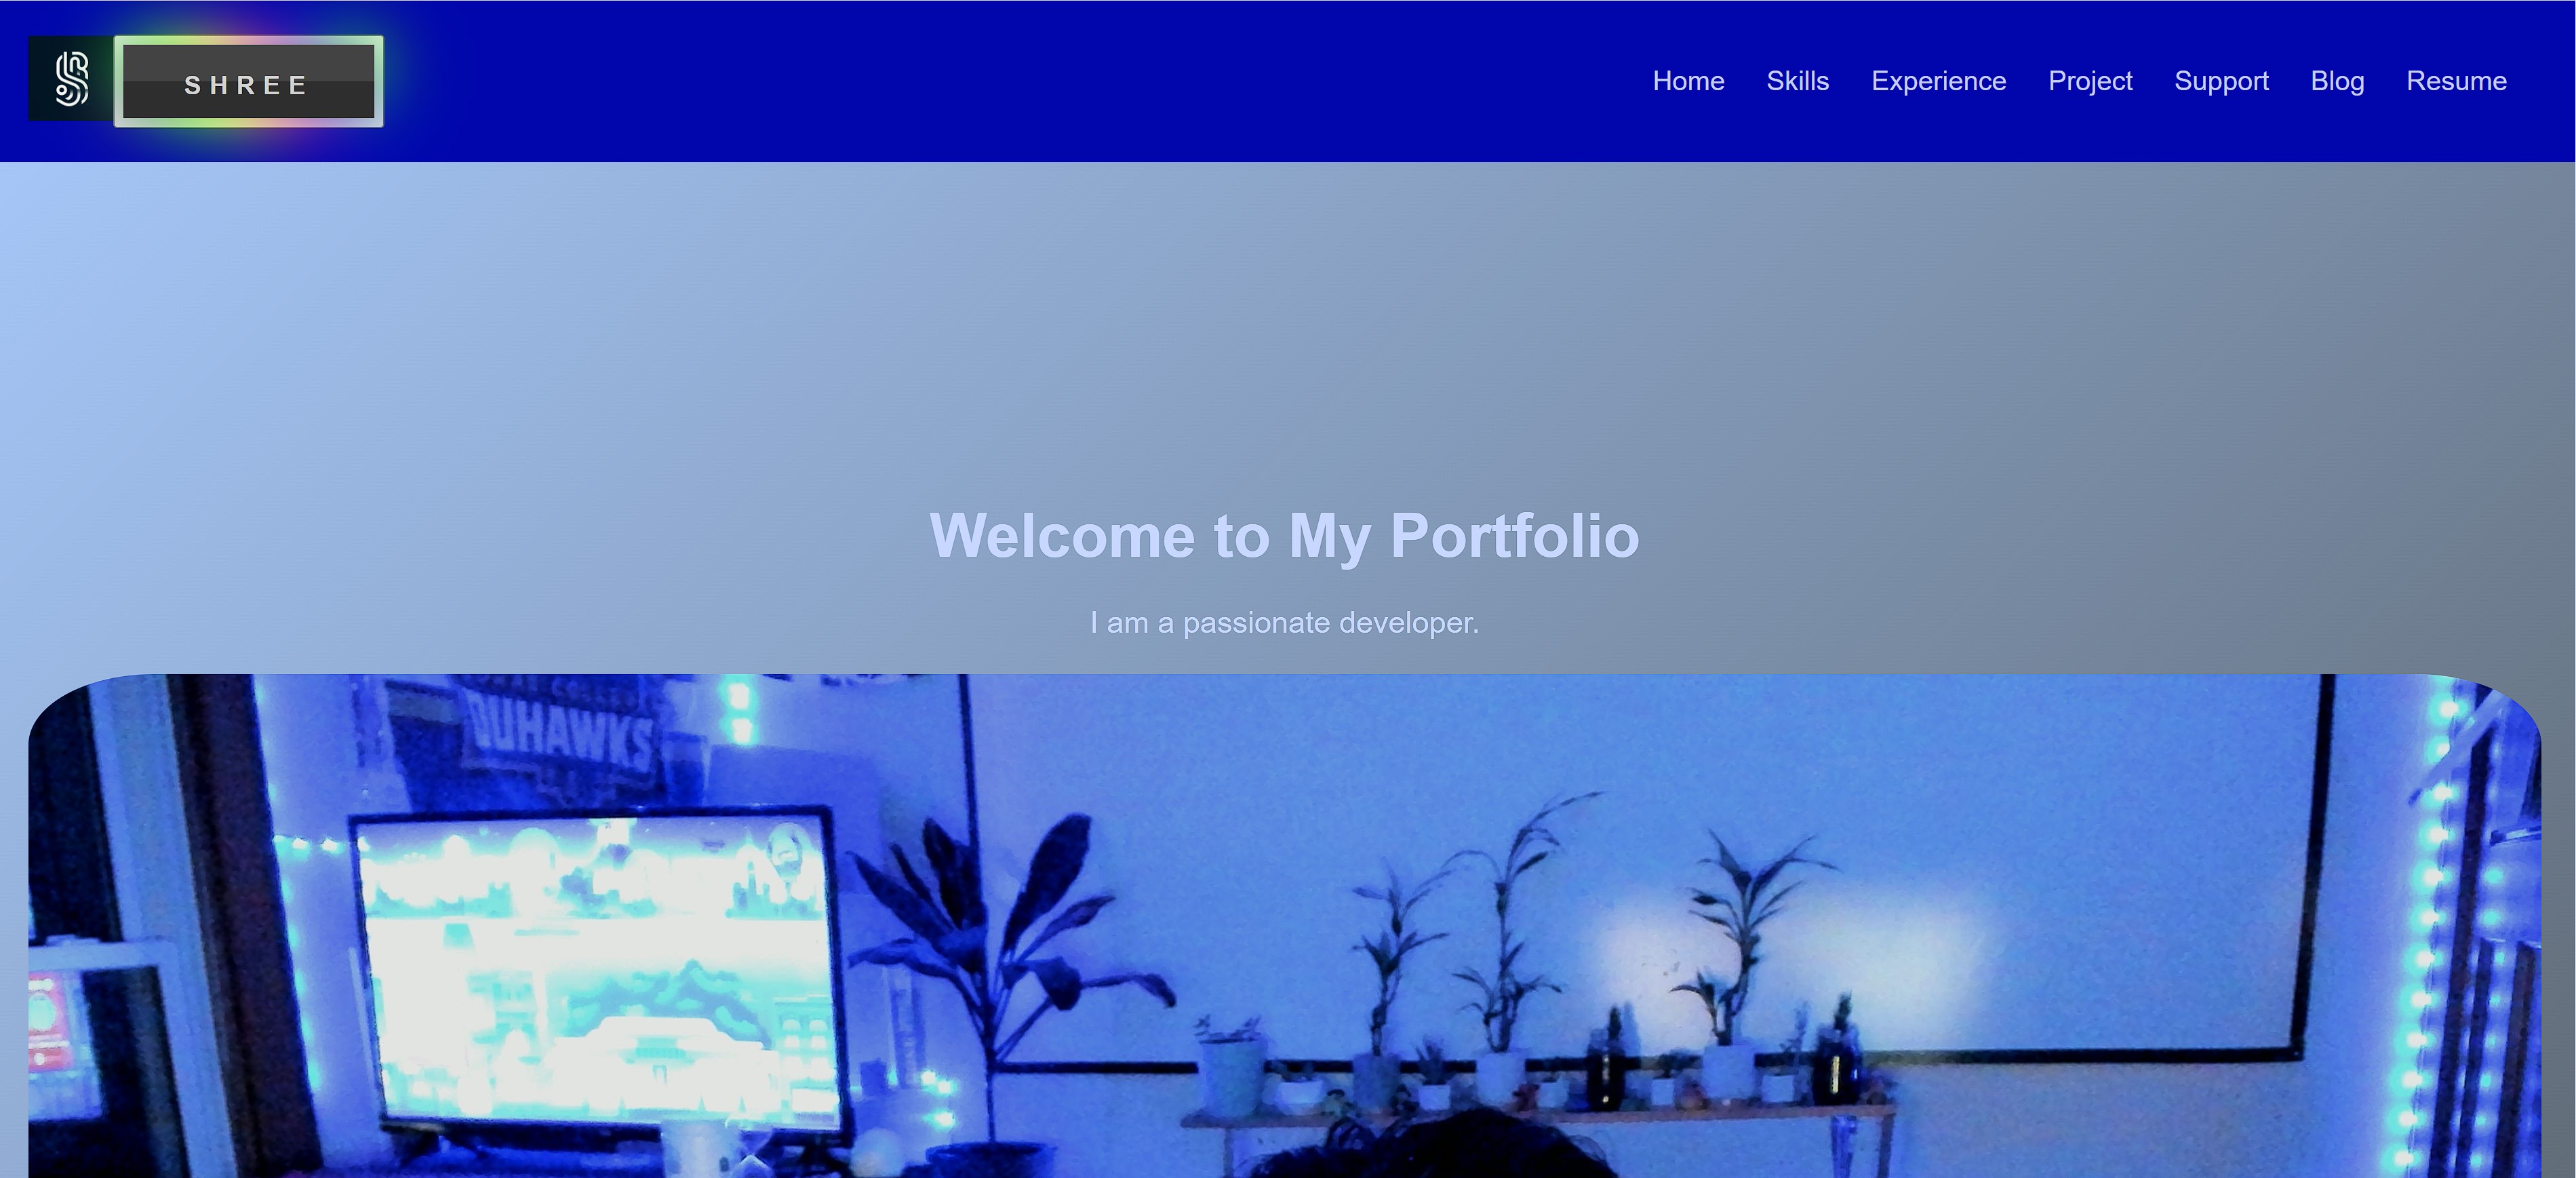 SHREE
Home Skills Experience Project Support Blog Resume
Welcome to My Portfolio
I am a passionate developer.
DUHAWKS